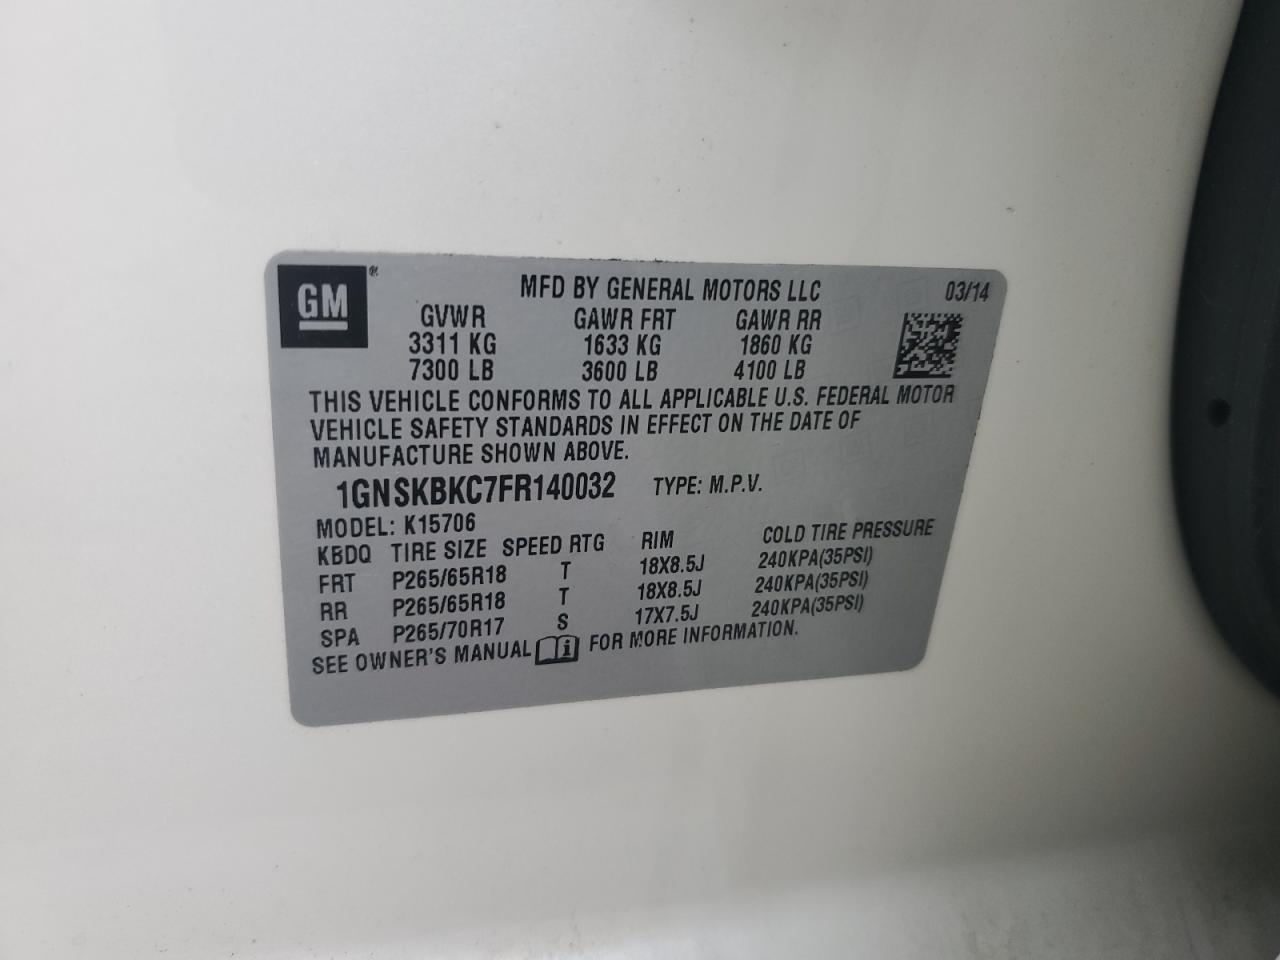 GM ®
MFD BY GENERAL MOTORS LLC 03/14
GVWR GAWR FRT GAWR RR
3311 KG 1633 KG 1860 KG
7300 LB 3600 LB 4100 LB
THIS VEHICLE CONFORMS TO ALL APPLICABLE U.S. FEDERAL MOTOR
VEHICLE SAFETY STANDARDS IN EFFECT ON THE DATE OF
MANUFACTURE SHOWN ABOVE.
1GNSKBKC7FR140032 TYPE: M.P.V.
MODEL: K15706
KBDQ TIRE SIZE SPEED RTG RIM COLD TIRE PRESSURE
FRT P265/65R18 T 18X8.5J 240KPA(35PSI)
RR P265/65R18 T 18X8.5J 240KPA(35PSI)
SPA P265/70R17 S 17X7.5J 240KPA(35PSI)
SEE OWNER'S MANUAL i FOR MORE INFORMATION.